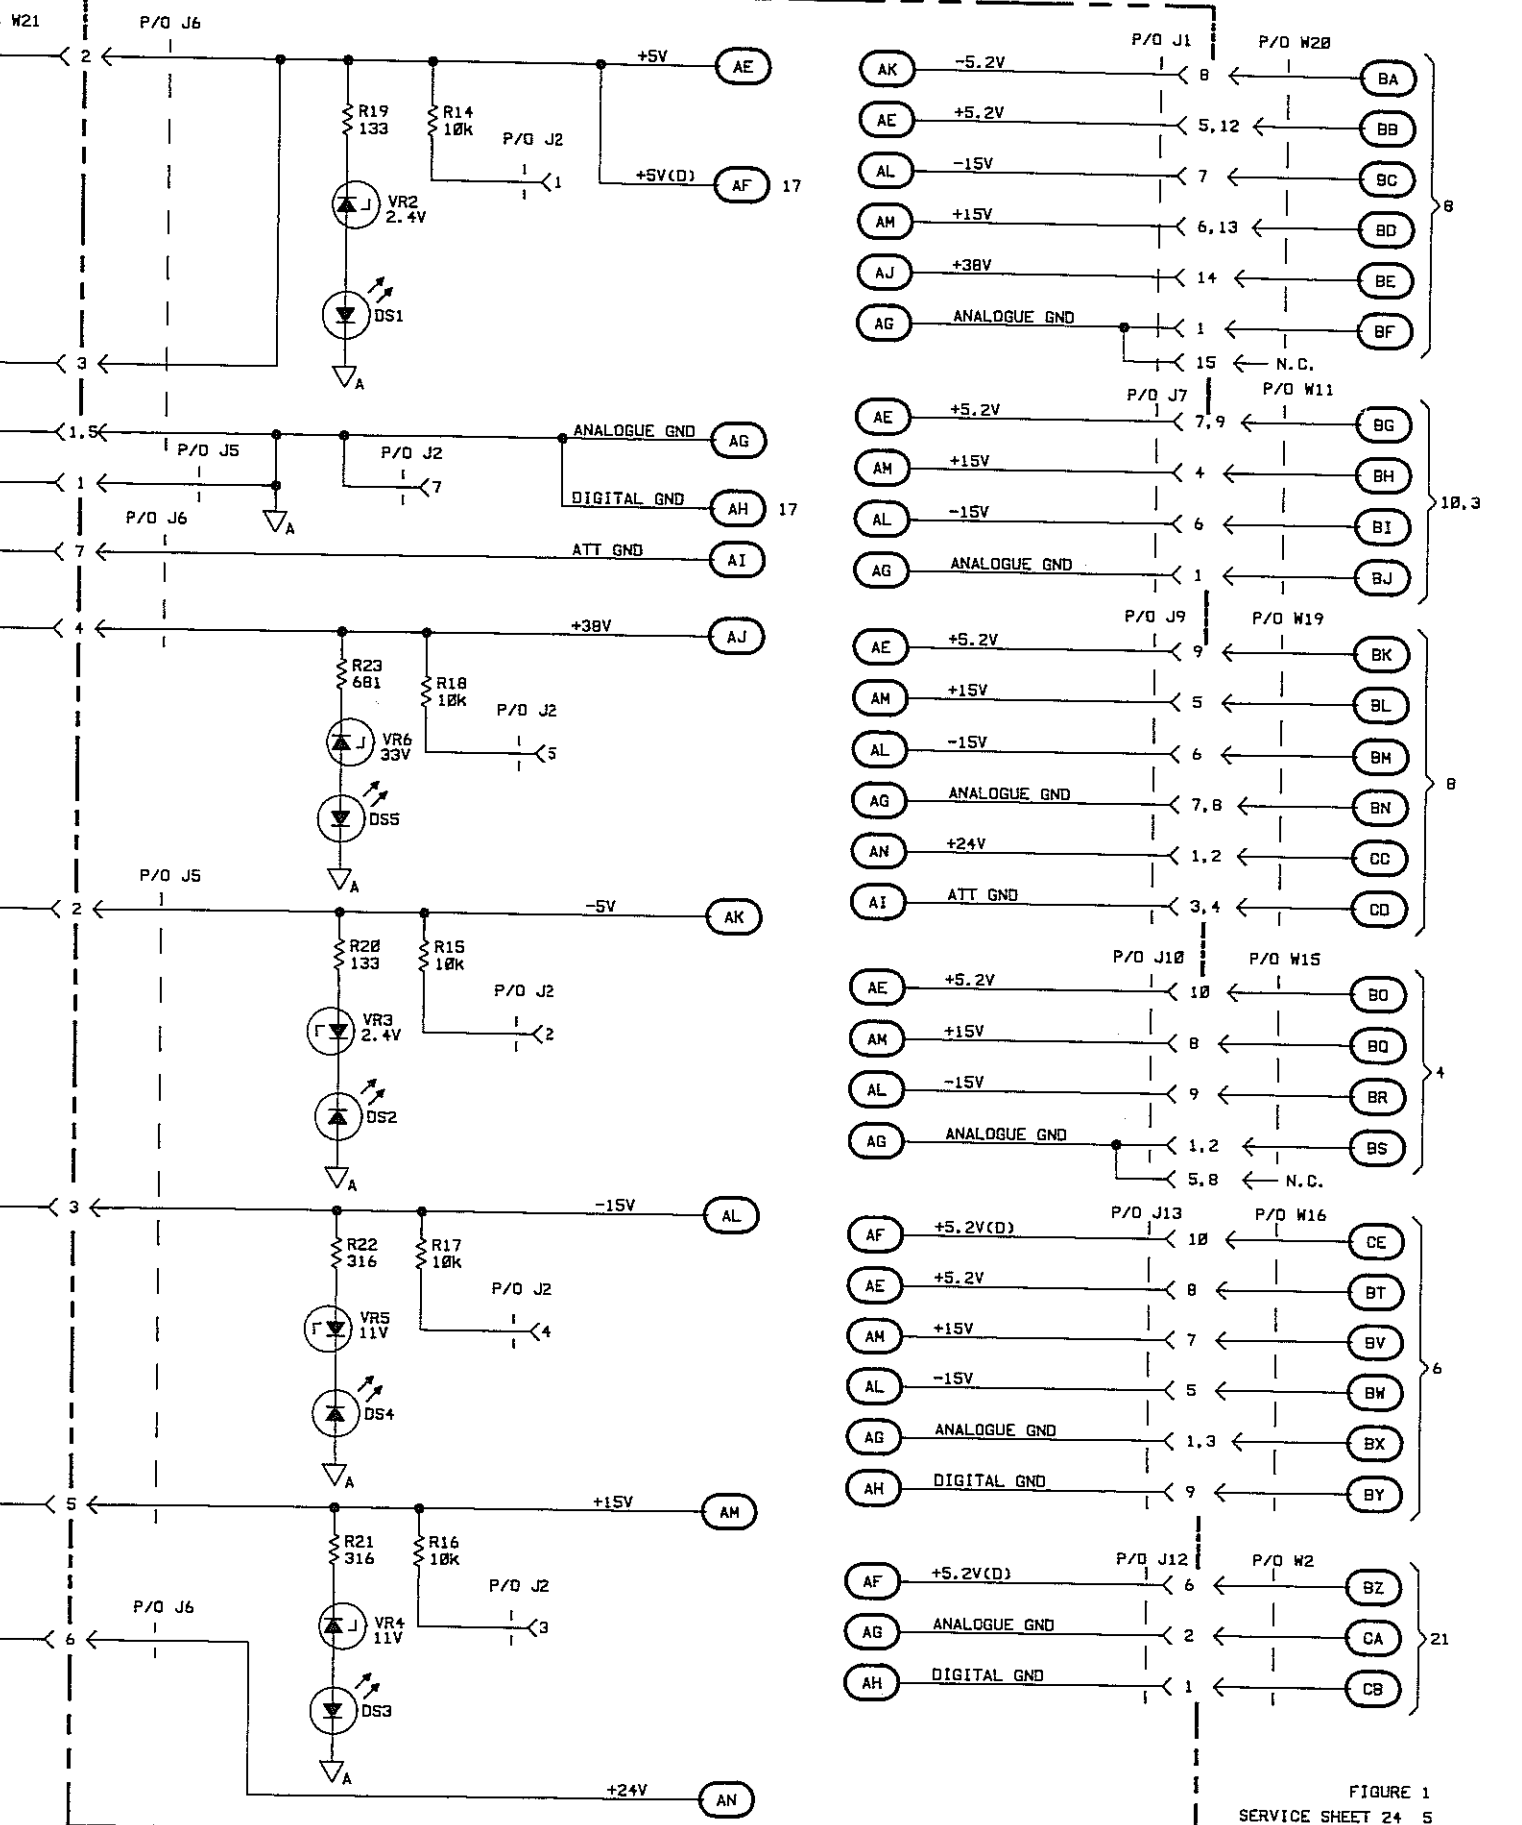 W21
P/O J6
2
+5V
AE
R19
133
R14
10k
P/O J2
1
+5V(D)
AF
17
VR2
2.4V
DS1
A
3
1,5
ANALOGUE GND
AG
P/O J5
P/O J2
1
7
A
DIGITAL GND
AH
17
P/O J6
7
ATT GND
AI
4
+38V
AJ
R23
681
R18
10k
P/O J2
5
VR6
33V
DS5
A
P/O J5
2
-5V
AK
R20
133
R15
10k
P/O J2
2
VR3
2.4V
DS2
A
3
-15V
AL
R22
316
R17
10k
P/O J2
4
VR5
11V
DS4
A
5
+15V
AM
R21
316
R16
10k
P/O J2
3
VR4
11V
P/O J6
6
DS3
A
+24V
AN
P/O J1
P/O W20
AK
-5.2V
8
BA
AE
+5.2V
5,12
BB
AL
-15V
7
BC
AM
+15V
6,13
BD
AJ
+38V
14
BE
AG
ANALOGUE GND
1
BF
15
N.C.
8
P/O J7
P/O W11
AE
+5.2V
7,9
BG
AM
+15V
4
BH
AL
-15V
6
BI
AG
ANALOGUE GND
1
BJ
10,3
P/O J9
P/O W19
AE
+5.2V
9
BK
AM
+15V
5
BL
AL
-15V
6
BM
AG
ANALOGUE GND
7,8
BN
AN
+24V
1,2
CC
AI
ATT GND
3,4
CD
8
P/O J10
P/O W15
AE
+5.2V
10
BO
AM
+15V
8
BQ
AL
-15V
9
BR
AG
ANALOGUE GND
1,2
BS
5,8
N.C.
4
P/O J13
P/O W16
AF
+5.2V(D)
10
CE
AE
+5.2V
8
BT
AM
+15V
7
BV
AL
-15V
5
BW
AG
ANALOGUE GND
1,3
BX
AH
DIGITAL GND
9
BY
6
P/O J12
P/O W2
AF
+5.2V(D)
6
BZ
AG
ANALOGUE GND
2
CA
AH
DIGITAL GND
1
CB
21
FIGURE 1
SERVICE SHEET 24 5